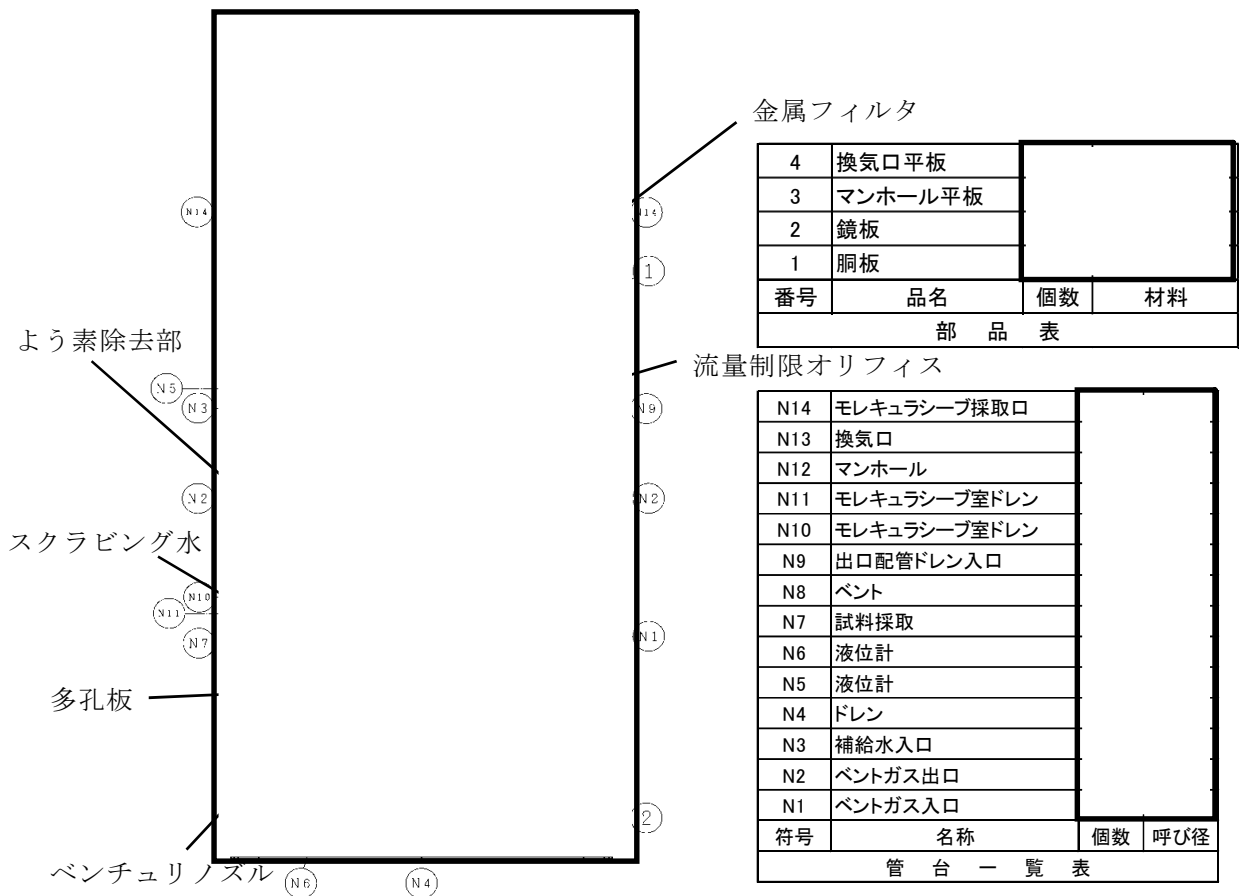 金属フィルタ
4 換気口平板
3 マンホール平板
2 鏡板
1 胴板
番号 品名 個数 材料
部 品 表
N14 N14
1
よう素除去部
流量制限オリフィス
N5
N3 N9
N2 N2
スクラビング水
N10
N11
N7 N1
多孔板
2
ベンチュリノズル
N6 N4
N14 モレキュラシーブ採取口
N13 換気口
N12 マンホール
N11 モレキュラシーブ室ドレン
N10 モレキュラシーブ室ドレン
N9 出口配管ドレン入口
N8 ベント
N7 試料採取
N6 液位計
N5 液位計
N4 ドレン
N3 補給水入口
N2 ベントガス出口
N1 ベントガス入口
符号 名称 個数 呼び径
管 台 一 覧 表